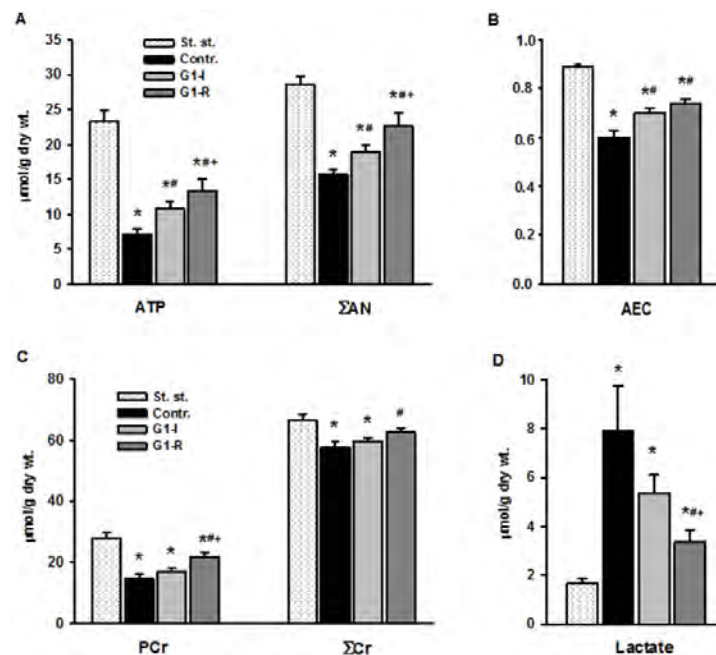 A
μmol/g dry wt.
35
30
25
20
15
10
5
0
St. st.
Contr.
G1-I
G1-R
*
*#
*#+
*
*#
*#+
ATP
ΣAN
B
1.0
0.8
0.6
0.4
0.2
0.0
*
*#
*#
AEC
C
μmol/g dry wt.
80
60
40
20
0
St. st.
Contr.
G1-I
G1-R
*
*
*#+
*
*
#
PCr
ΣCr
D
μmol/g dry wt.
10
8
6
4
2
0
*
*
*#+
Lactate